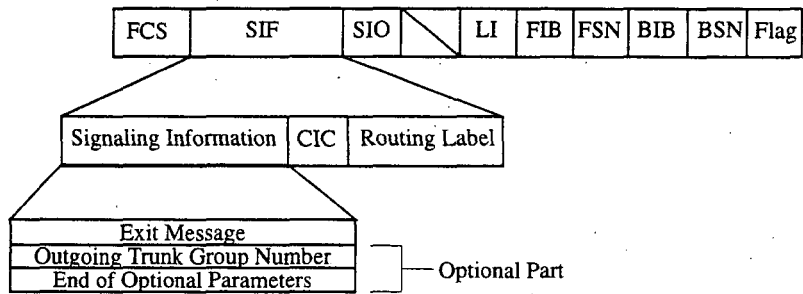 FCS SIF SIO LI FIB FSN BIB BSN Flag
Signaling Information CIC Routing Label
Exit Message
Outgoing Trunk Group Number
End of Optional Parameters
Optional Part